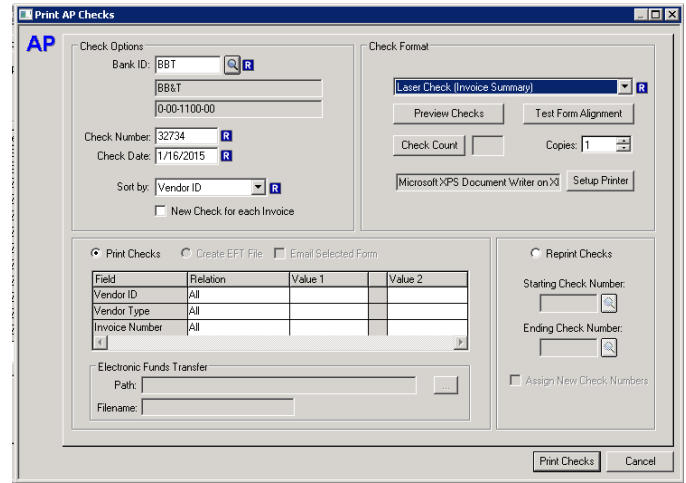 Print AP Checks
AP
Check Options
Bank ID: BBT R
BB&T
0-00-1100-00
Check Number: 32734 R
Check Date: 1/16/2015 R
Sort by: Vendor ID R
New Check for each Invoice
Check Format
Laser Check (Invoice Summary) R
Preview Checks Test Form Alignment
Check Count Copies: 1
Microsoft XPS Document Writer on XI Setup Printer
Print Checks Create EFT File Email Selected Form
Field Relation Value 1 Value 2
Vendor ID All
Vendor Type All
Invoice Number All
Electronic Funds Transfer
Path: ...
Filename:
Reprint Checks
Starting Check Number:
Ending Check Number:
Assign New Check Numbers
Print Checks Cancel